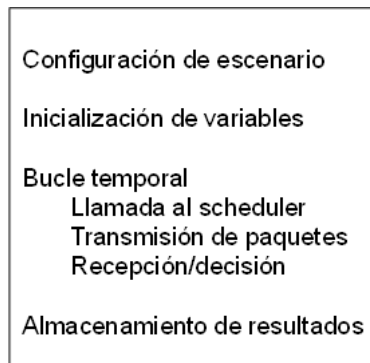 Configuración de escenario
Inicialización de variables
Bucle temporal
Llamada al scheduler
Transmisión de paquetes
Recepción/decisión
Almacenamiento de resultados